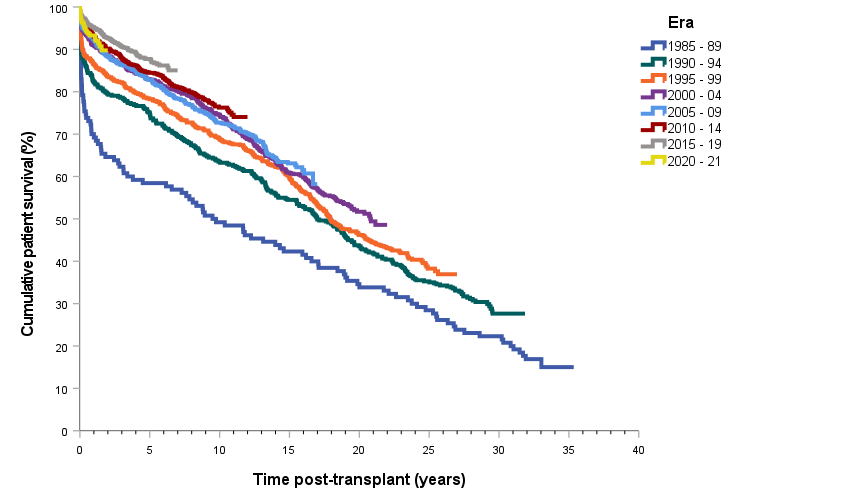 Era
1985 - 89
1990 - 94
1995 - 99
2000 - 04
2005 - 09
2010 - 14
2015 - 19
2020 - 21
Cumulative patient survival (%)
100
90
80
70
60
50
40
30
20
10
0
0 5 10 15 20 25 30 35 40
Time post-transplant (years)